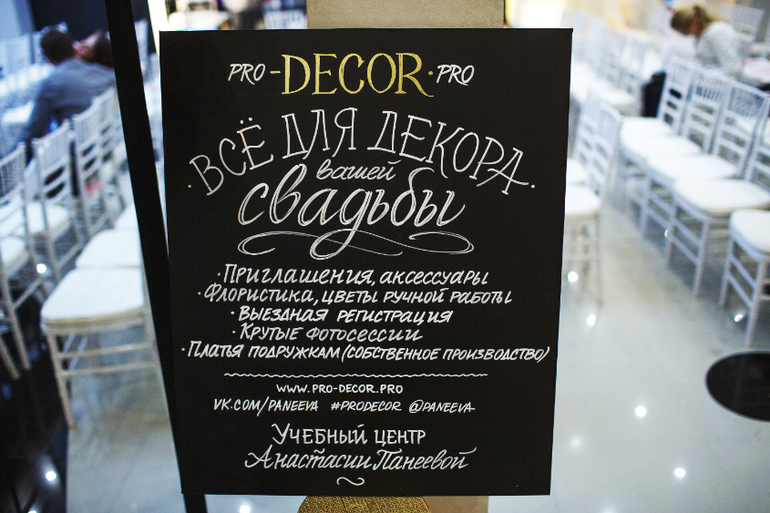 PRO-DECOR·PRO
·ВСЁ ДЛЯ ДЕКОРА·
вашей
свадьбы
·Приглашения, аксессуары
·Флористика, цветы ручной работы
·Выездная регистрация
·Крутые фотосессии
·Платья подружкам (собственное производство)
www.pro-decor.pro
vk.com/paneeva #prodecor @paneeva
Учебный центр
Анастасии Панеевой